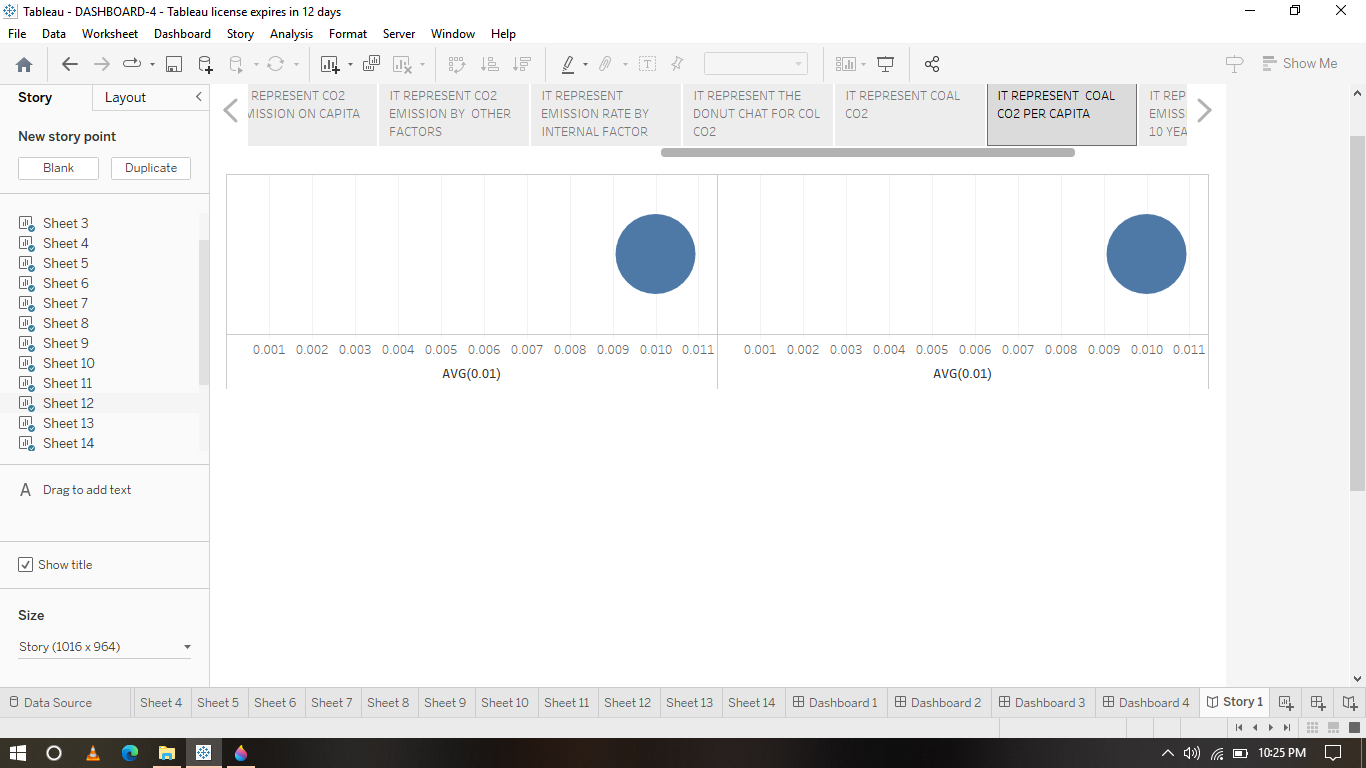 Tableau - DASHBOARD-4 - Tableau license expires in 12 days
File Data Worksheet Dashboard Story Analysis Format Server Window Help
Show Me
Story Layout
New story point
Blank Duplicate
Sheet 3
Sheet 4
Sheet 5
Sheet 6
Sheet 7
Sheet 8
Sheet 9
Sheet 10
Sheet 11
Sheet 12
Sheet 13
Sheet 14
A Drag to add text
Show title
Size
Story (1016 x 964)
REPRESENT CO2
MISSION ON CAPITA
IT REPRESENT CO2
EMISSION BY OTHER
FACTORS
IT REPRESENT
EMISSION RATE BY
INTERNAL FACTOR
IT REPRESENT THE
DONUT CHAT FOR COL
CO2
IT REPRESENT COAL
CO2
IT REPRESENT COAL
CO2 PER CAPITA
IT REP
EMISS
10 YEA
0.001 0.002 0.003 0.004 0.005 0.006 0.007 0.008 0.009 0.010 0.011
AVG(0.01)
0.001 0.002 0.003 0.004 0.005 0.006 0.007 0.008 0.009 0.010 0.011
AVG(0.01)
Data Source Sheet 4 Sheet 5 Sheet 6 Sheet 7 Sheet 8 Sheet 9 Sheet 10 Sheet 11 Sheet 12 Sheet 13 Sheet 14 Dashboard 1 Dashboard 2 Dashboard 3 Dashboard 4 Story 1
10:25 PM